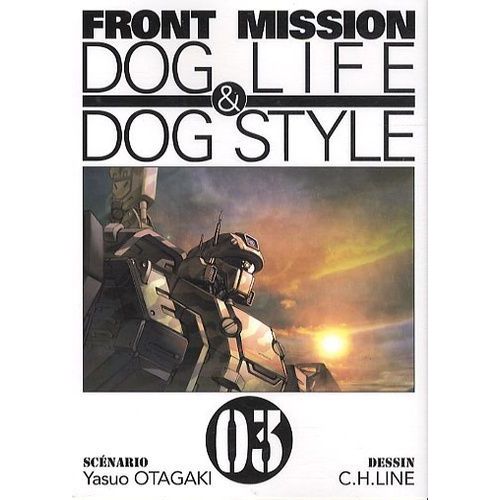 FRONT MISSION
DOG LIFE
&
DOG STYLE
03
SCÉNARIO
Yasuo OTAGAKI
DESSIN
C.H.LINE